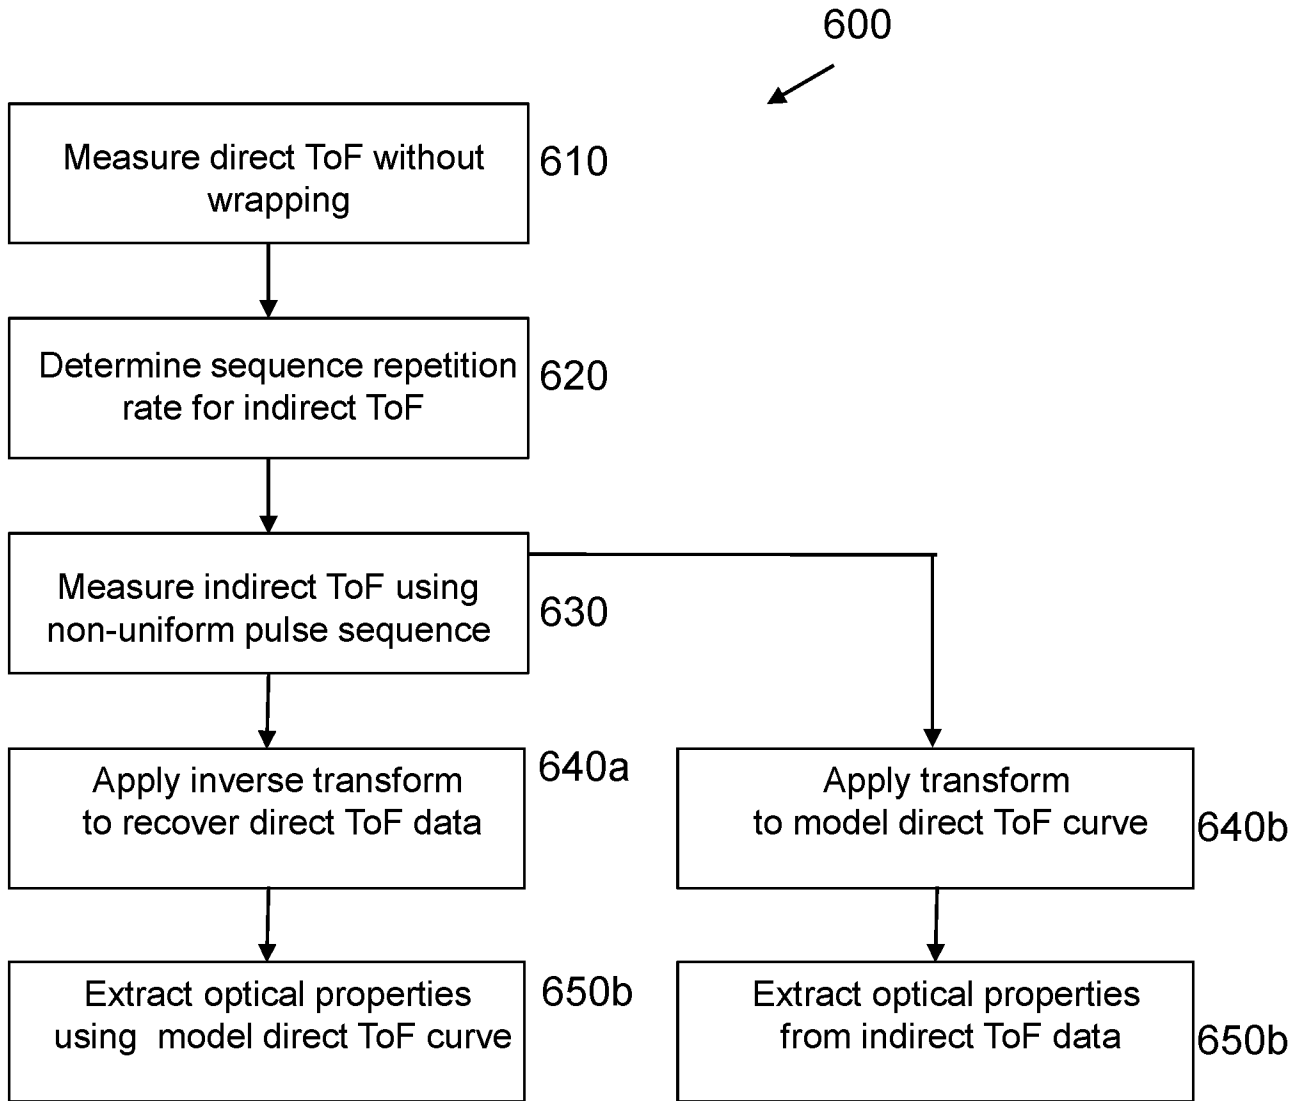 600
Measure direct ToF without
wrapping
610
Determine sequence repetition
rate for indirect ToF
620
Measure indirect ToF using
non-uniform pulse sequence
630
Apply inverse transform
to recover direct ToF data
640a
Apply transform
to model direct ToF curve
640b
Extract optical properties
using model direct ToF curve
650b
Extract optical properties
from indirect ToF data
650b